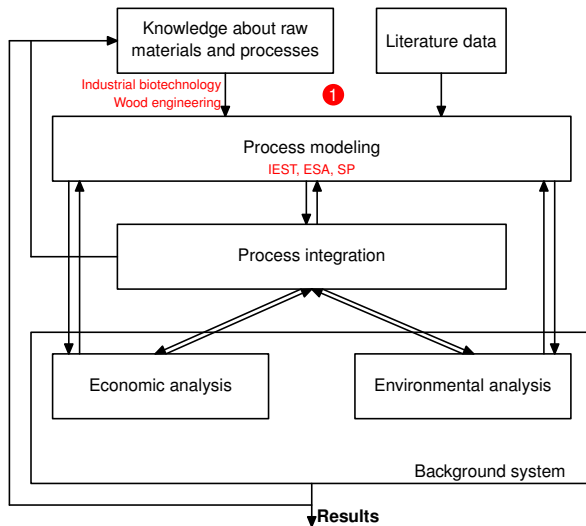 Knowledge about raw
materials and processes
Literature data
Industrial biotechnology
Wood engineering
1
Process modeling
IEST, ESA, SP
Process integration
Economic analysis
Environmental analysis
Background system
Results